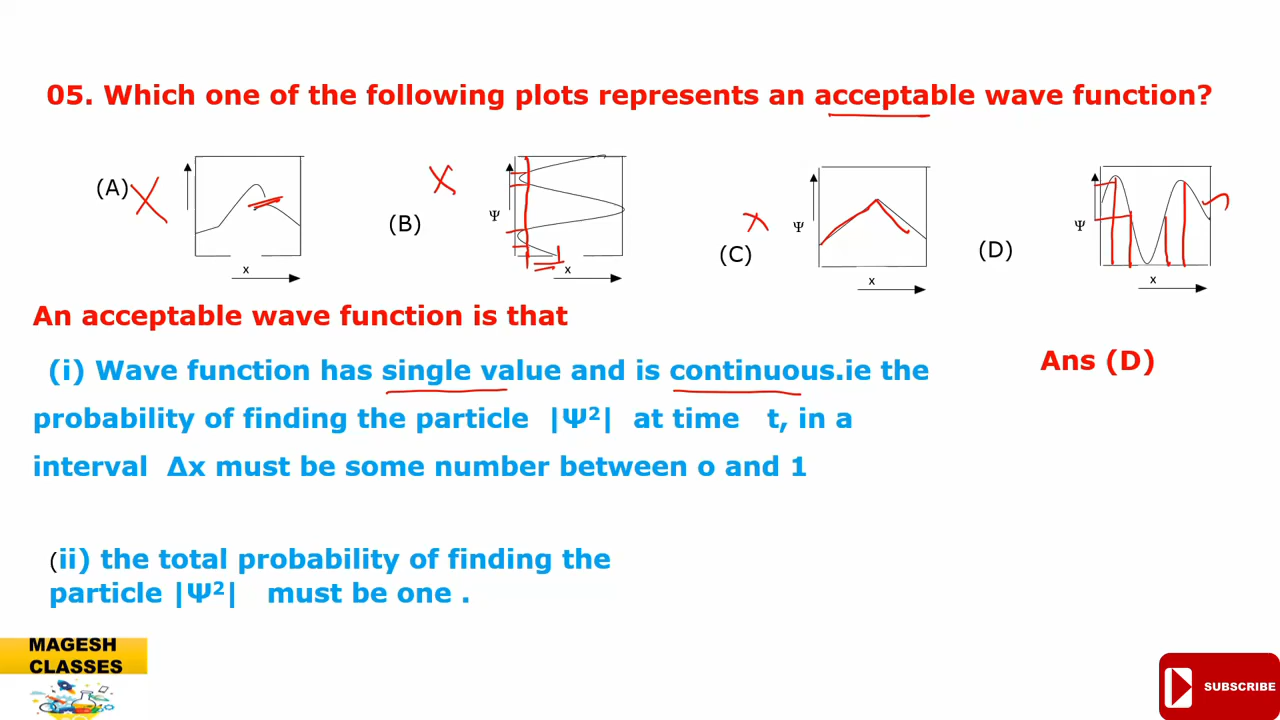 05. Which one of the following plots represents an acceptable wave function?
(A)
x
(B)
Ψ
x
(C)
Ψ
x
(D)
Ψ
x
An acceptable wave function is that
(i) Wave function has single value and is continuous.ie the
probability of finding the particle |Ψ²| at time t, in a
interval Δx must be some number between o and 1
Ans (D)
(ii) the total probability of finding the
particle |Ψ²| must be one .
MAGESH
CLASSES
SUBSCRIBE